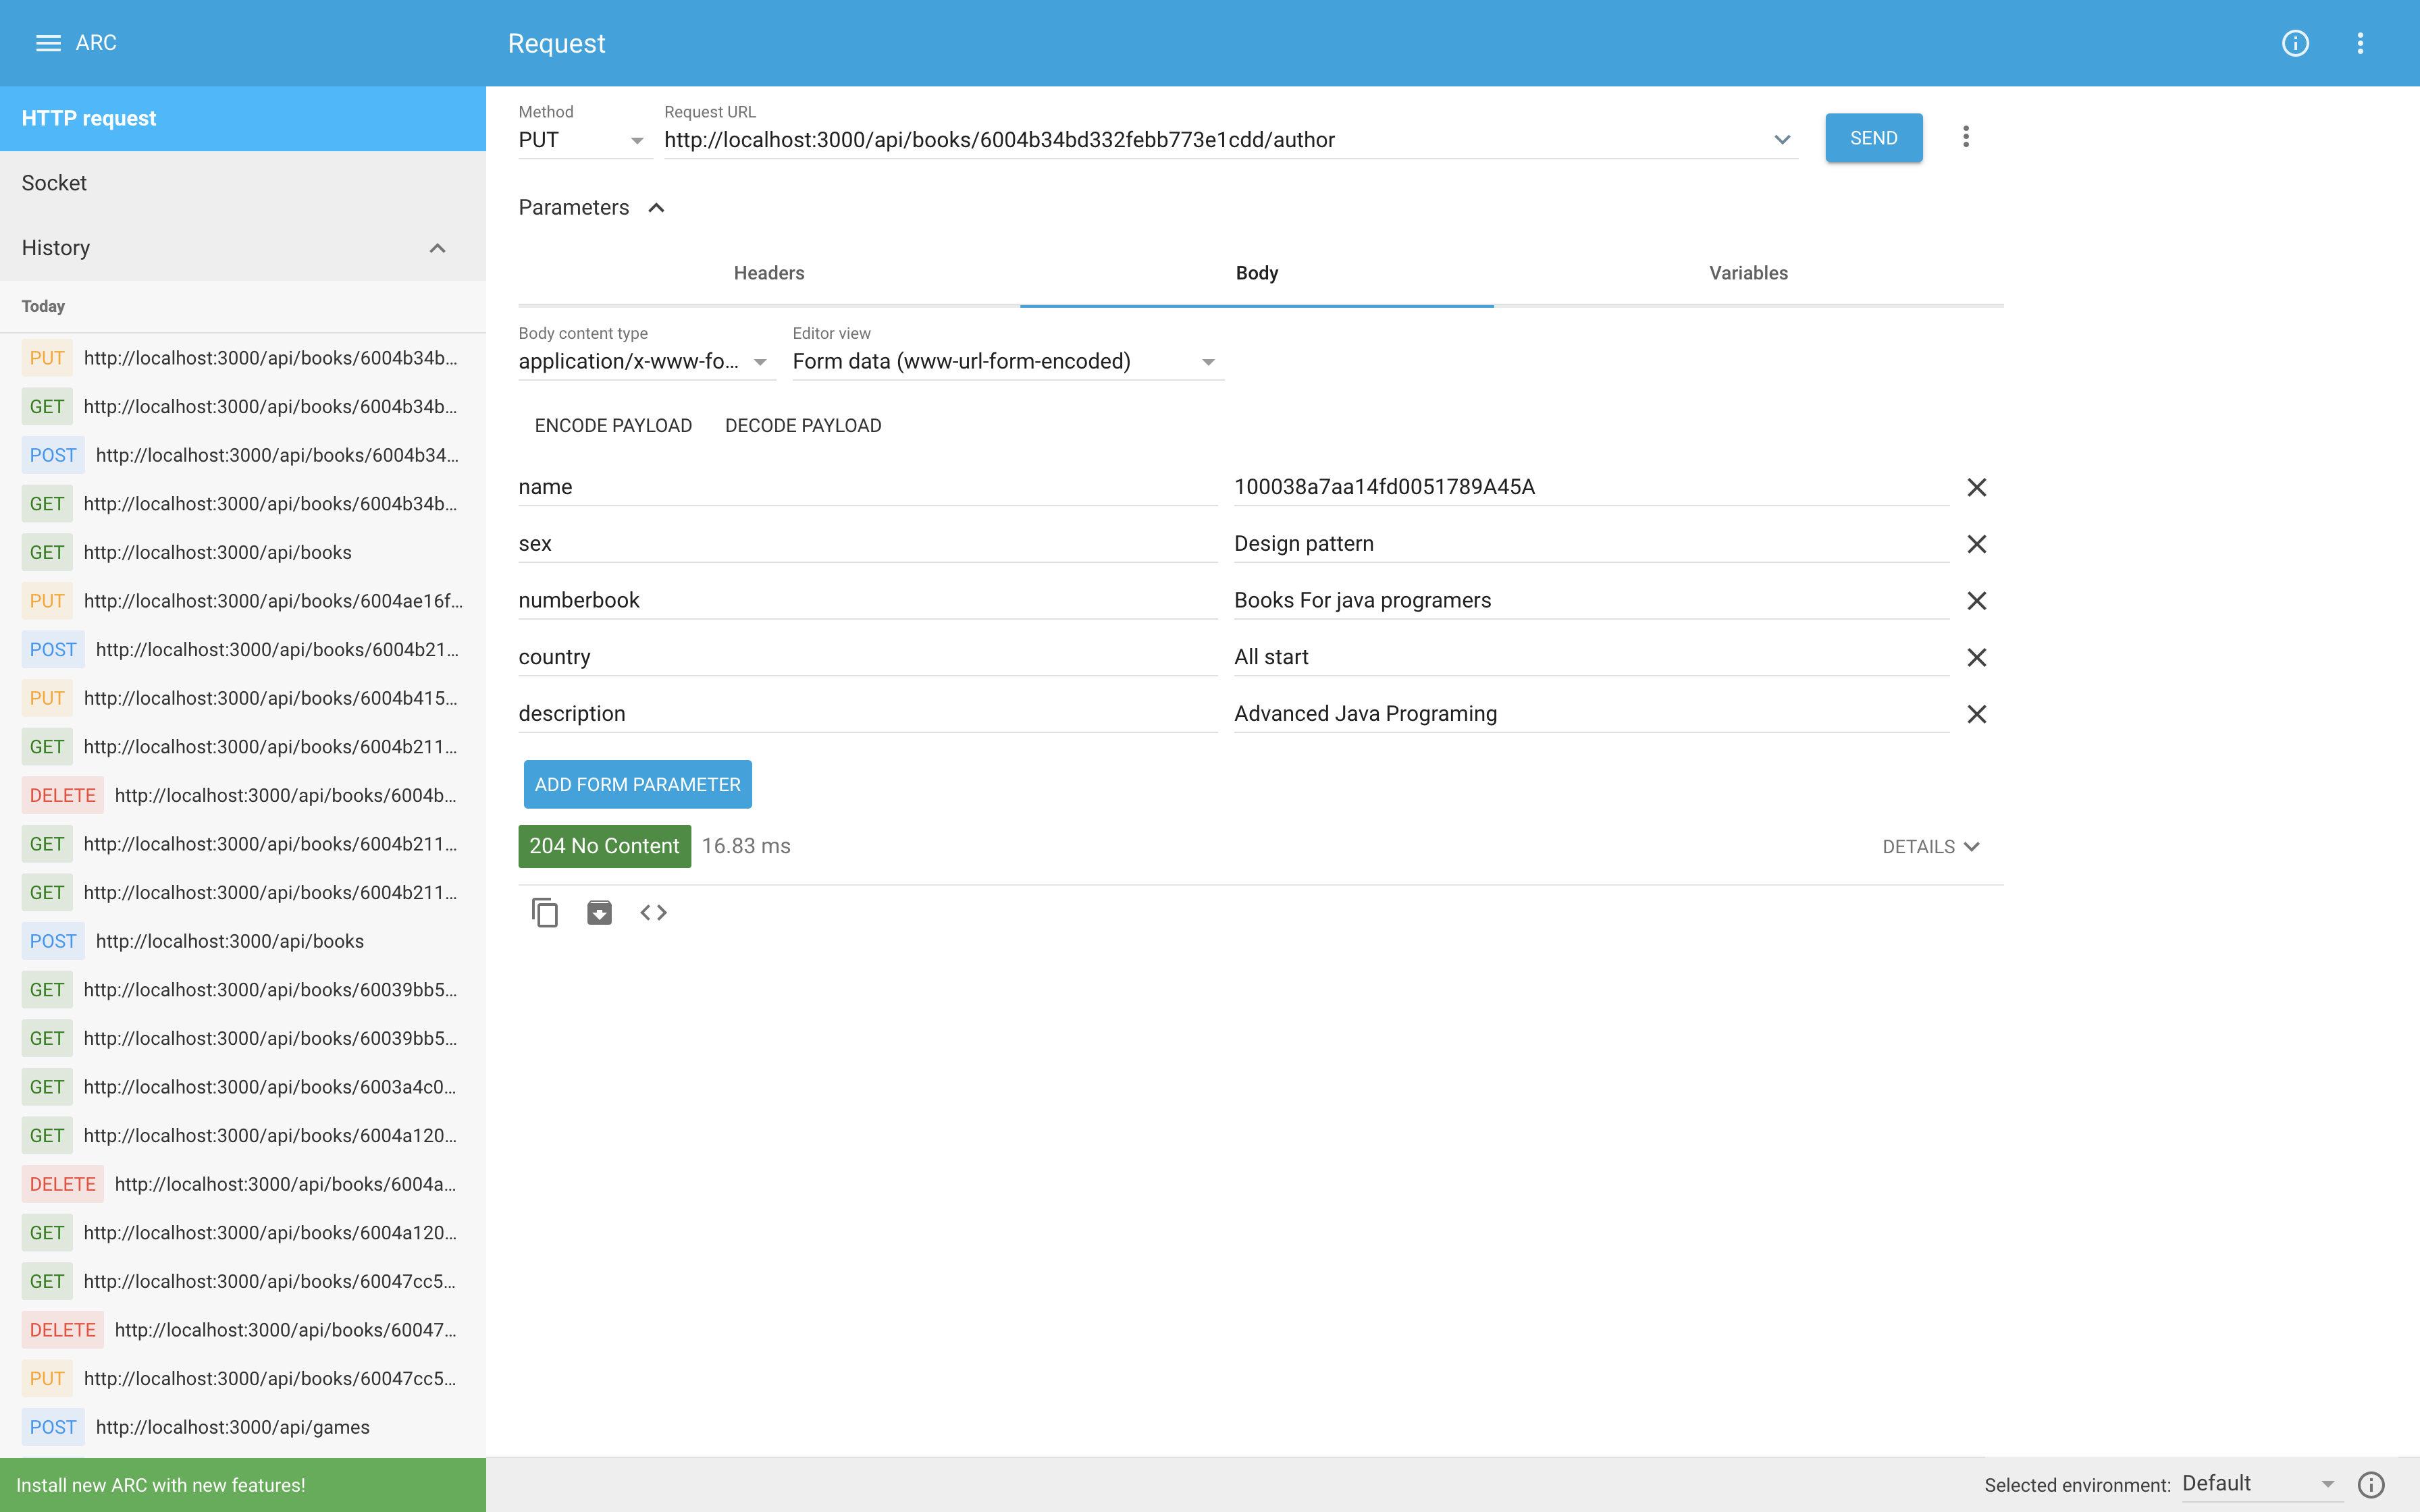 ARC
Request
HTTP request
Socket
History
Today
PUT http://localhost:3000/api/books/6004b34b...
GET http://localhost:3000/api/books/6004b34b...
POST http://localhost:3000/api/books/6004b34...
GET http://localhost:3000/api/books/6004b34b...
GET http://localhost:3000/api/books
PUT http://localhost:3000/api/books/6004ae16f...
POST http://localhost:3000/api/books/6004b21...
PUT http://localhost:3000/api/books/6004b415...
GET http://localhost:3000/api/books/6004b211...
DELETE http://localhost:3000/api/books/6004b...
GET http://localhost:3000/api/books/6004b211...
GET http://localhost:3000/api/books/6004b211...
POST http://localhost:3000/api/books
GET http://localhost:3000/api/books/60039bb5...
GET http://localhost:3000/api/books/60039bb5...
GET http://localhost:3000/api/books/6003a4c0...
GET http://localhost:3000/api/books/6004a120...
DELETE http://localhost:3000/api/books/6004a...
GET http://localhost:3000/api/books/6004a120...
GET http://localhost:3000/api/books/60047cc5...
DELETE http://localhost:3000/api/books/60047...
PUT http://localhost:3000/api/books/60047cc5...
POST http://localhost:3000/api/games
Install new ARC with new features!
Method Request URL
PUT http://localhost:3000/api/books/6004b34bd332febb773e1cdd/author SEND
Parameters
Headers Body Variables
Body content type Editor view
application/x-www-fo... Form data (www-url-form-encoded)
ENCODE PAYLOAD DECODE PAYLOAD
name 100038a7aa14fd0051789A45A
sex Design pattern
numberbook Books For java programers
country All start
description Advanced Java Programing
ADD FORM PARAMETER
204 No Content 16.83 ms DETAILS
Selected environment: Default